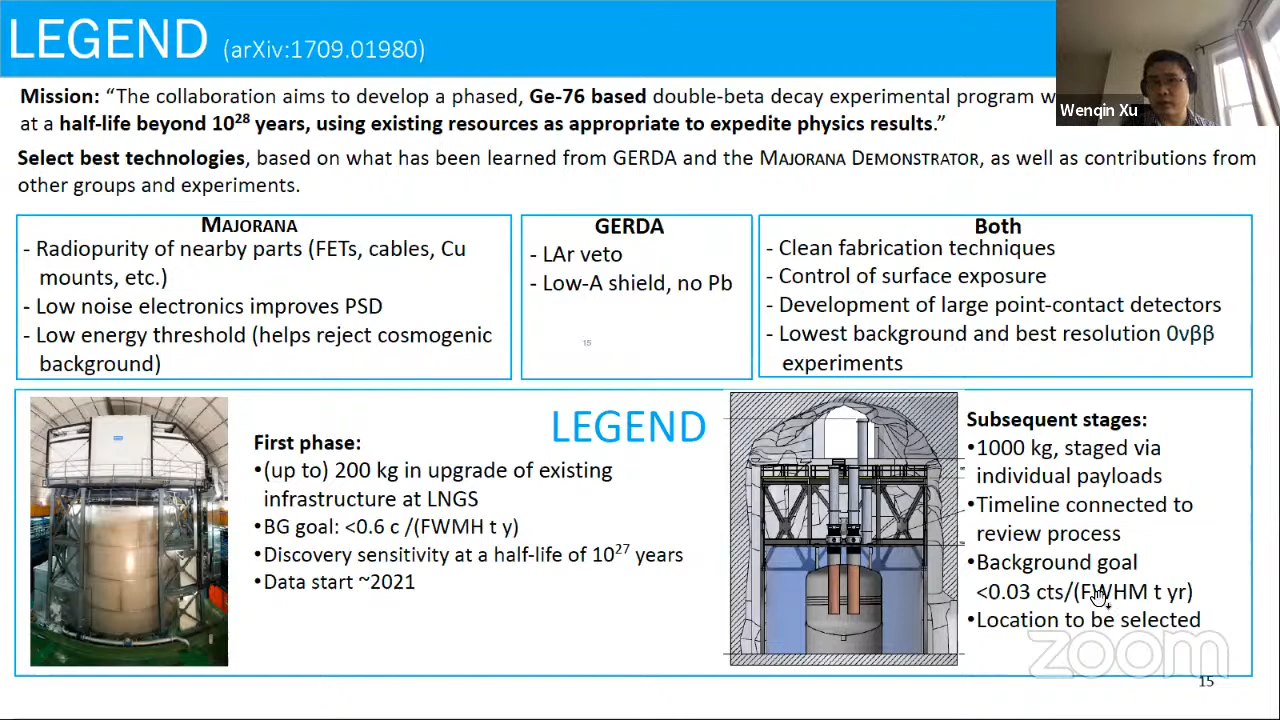 LEGEND (arXiv:1709.01980)
Wenqin Xu
Mission: “The collaboration aims to develop a phased, Ge-76 based double-beta decay experimental program w
at a half-life beyond 10²⁸ years, using existing resources as appropriate to expedite physics results.”
Select best technologies, based on what has been learned from GERDA and the MAJORANA DEMONSTRATOR, as well as contributions from
other groups and experiments.
MAJORANA
- Radiopurity of nearby parts (FETs, cables, Cu
mounts, etc.)
- Low noise electronics improves PSD
- Low energy threshold (helps reject cosmogenic
background)
GERDA
- LAr veto
- Low-A shield, no Pb
15
Both
- Clean fabrication techniques
- Control of surface exposure
- Development of large point-contact detectors
- Lowest background and best resolution 0νββ
experiments
LEGEND
First phase:
•(up to) 200 kg in upgrade of existing
infrastructure at LNGS
•BG goal: <0.6 c /(FWMH t y)
•Discovery sensitivity at a half-life of 10²⁷ years
•Data start ~2021
Subsequent stages:
•1000 kg, staged via
individual payloads
•Timeline connected to
review process
•Background goal
<0.03 cts/(FWHM t yr)
•Location to be selected
zoom
15